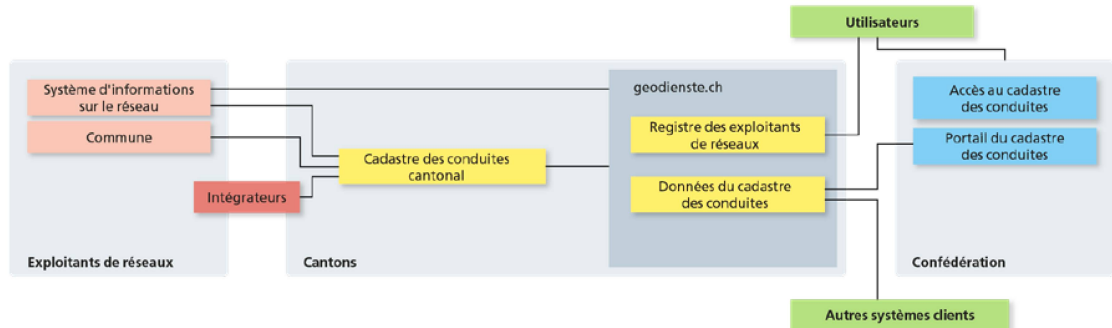 Utilisateurs
Système d'informations
sur le réseau
Commune
Intégrateurs
Exploitants de réseaux
Cadastre des conduites
cantonal
Cantons
geodienste.ch
Registre des exploitants
de réseaux
Données du cadastre
des conduites
Accès au cadastre
des conduites
Portail du cadastre
des conduites
Confédération
Autres systèmes clients